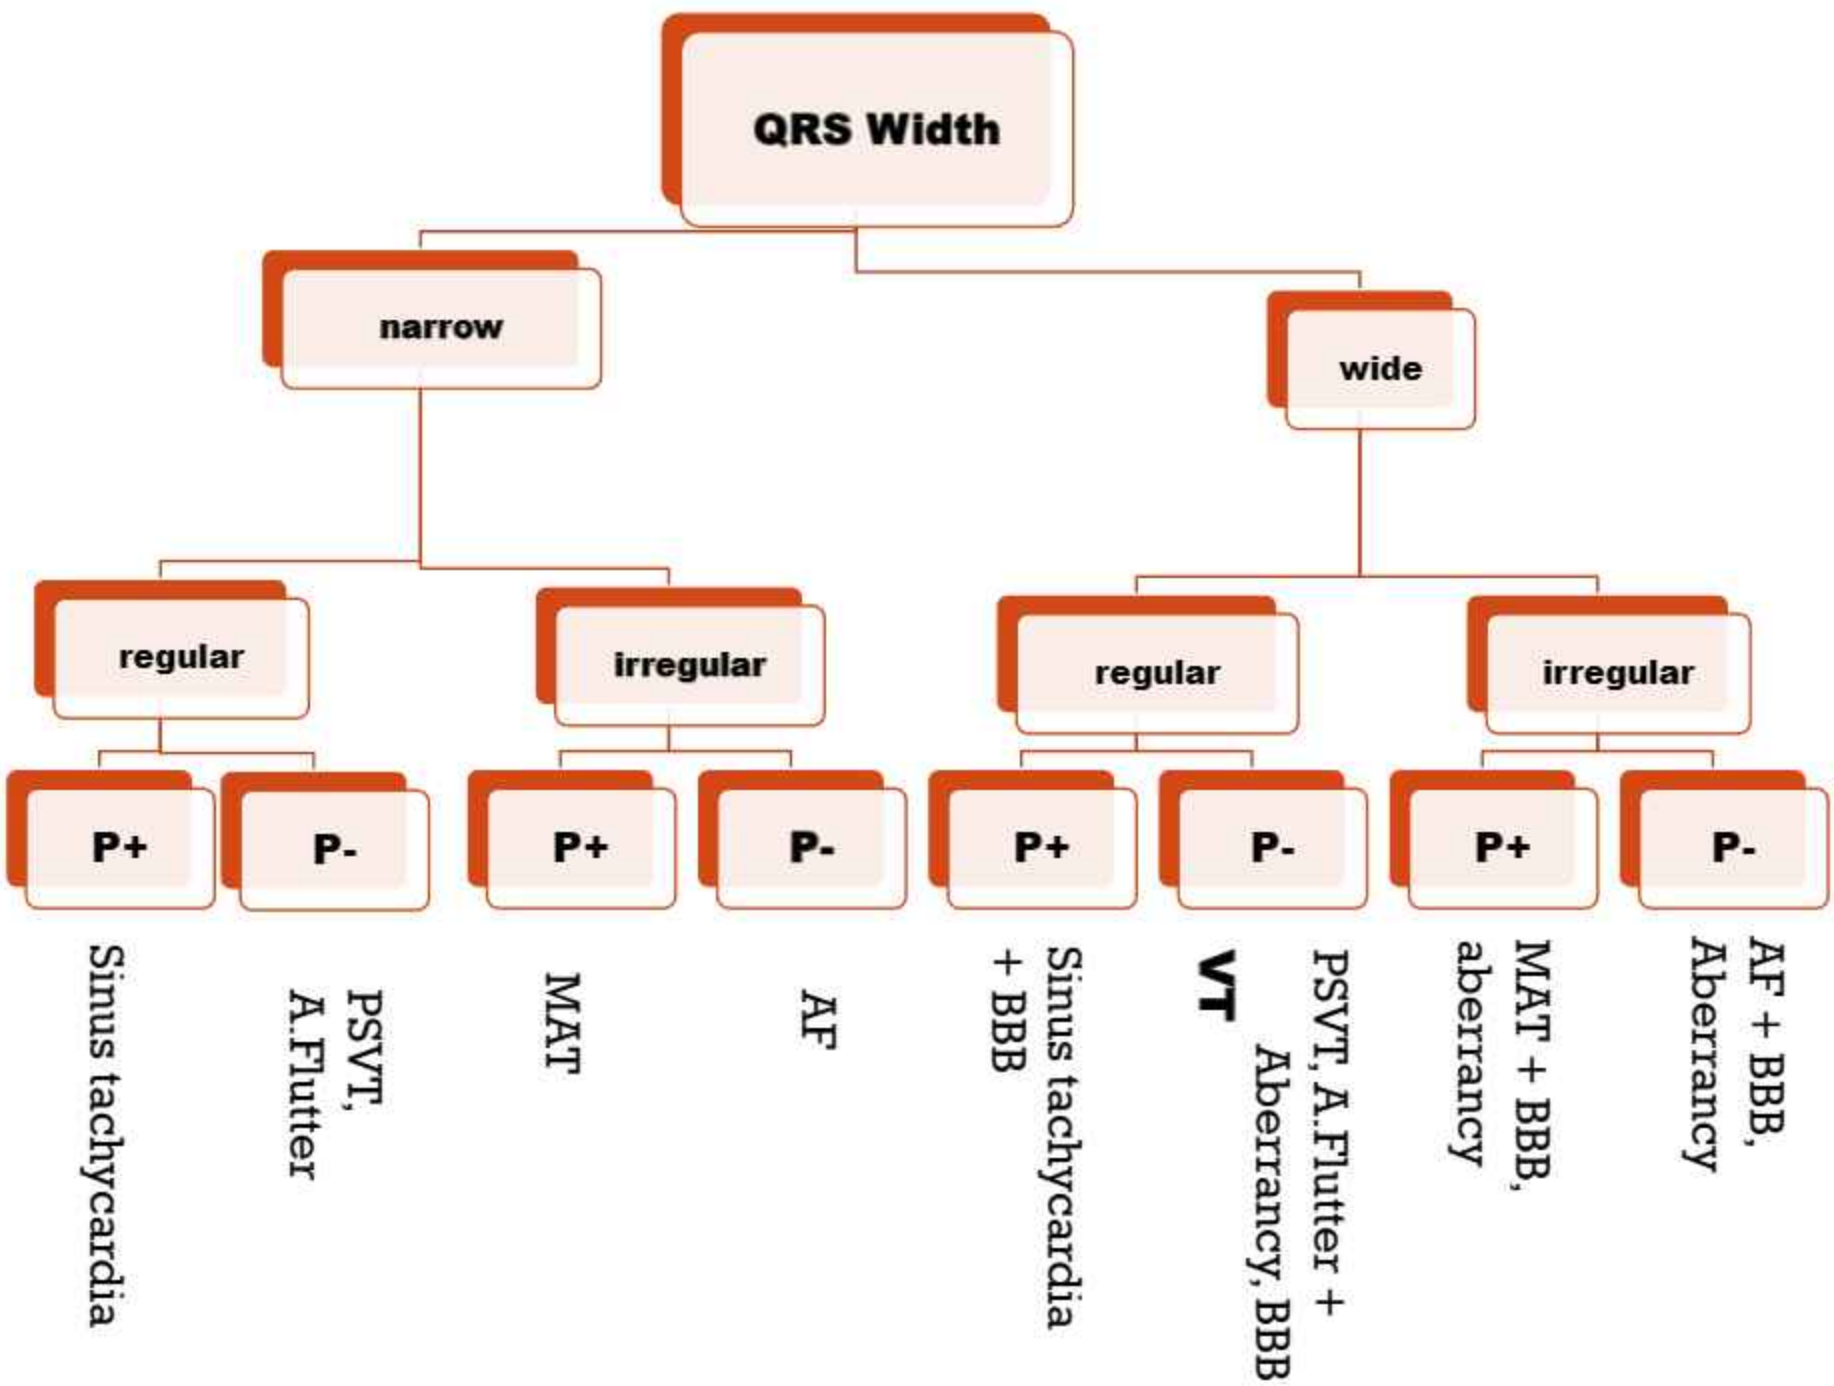 QRS Width
narrow
wide
regular
irregular
regular
irregular
P+
P-
P+
P-
P+
P-
P+
P-
Sinus tachycardia
PSVT,
A.Flutter
MAT
AF
Sinus tachycardia
+ BBB
PSVT, A.Flutter +
Aberrancy, BBB
VT
MAT + BBB,
aberrancy
AF + BBB,
Aberrancy